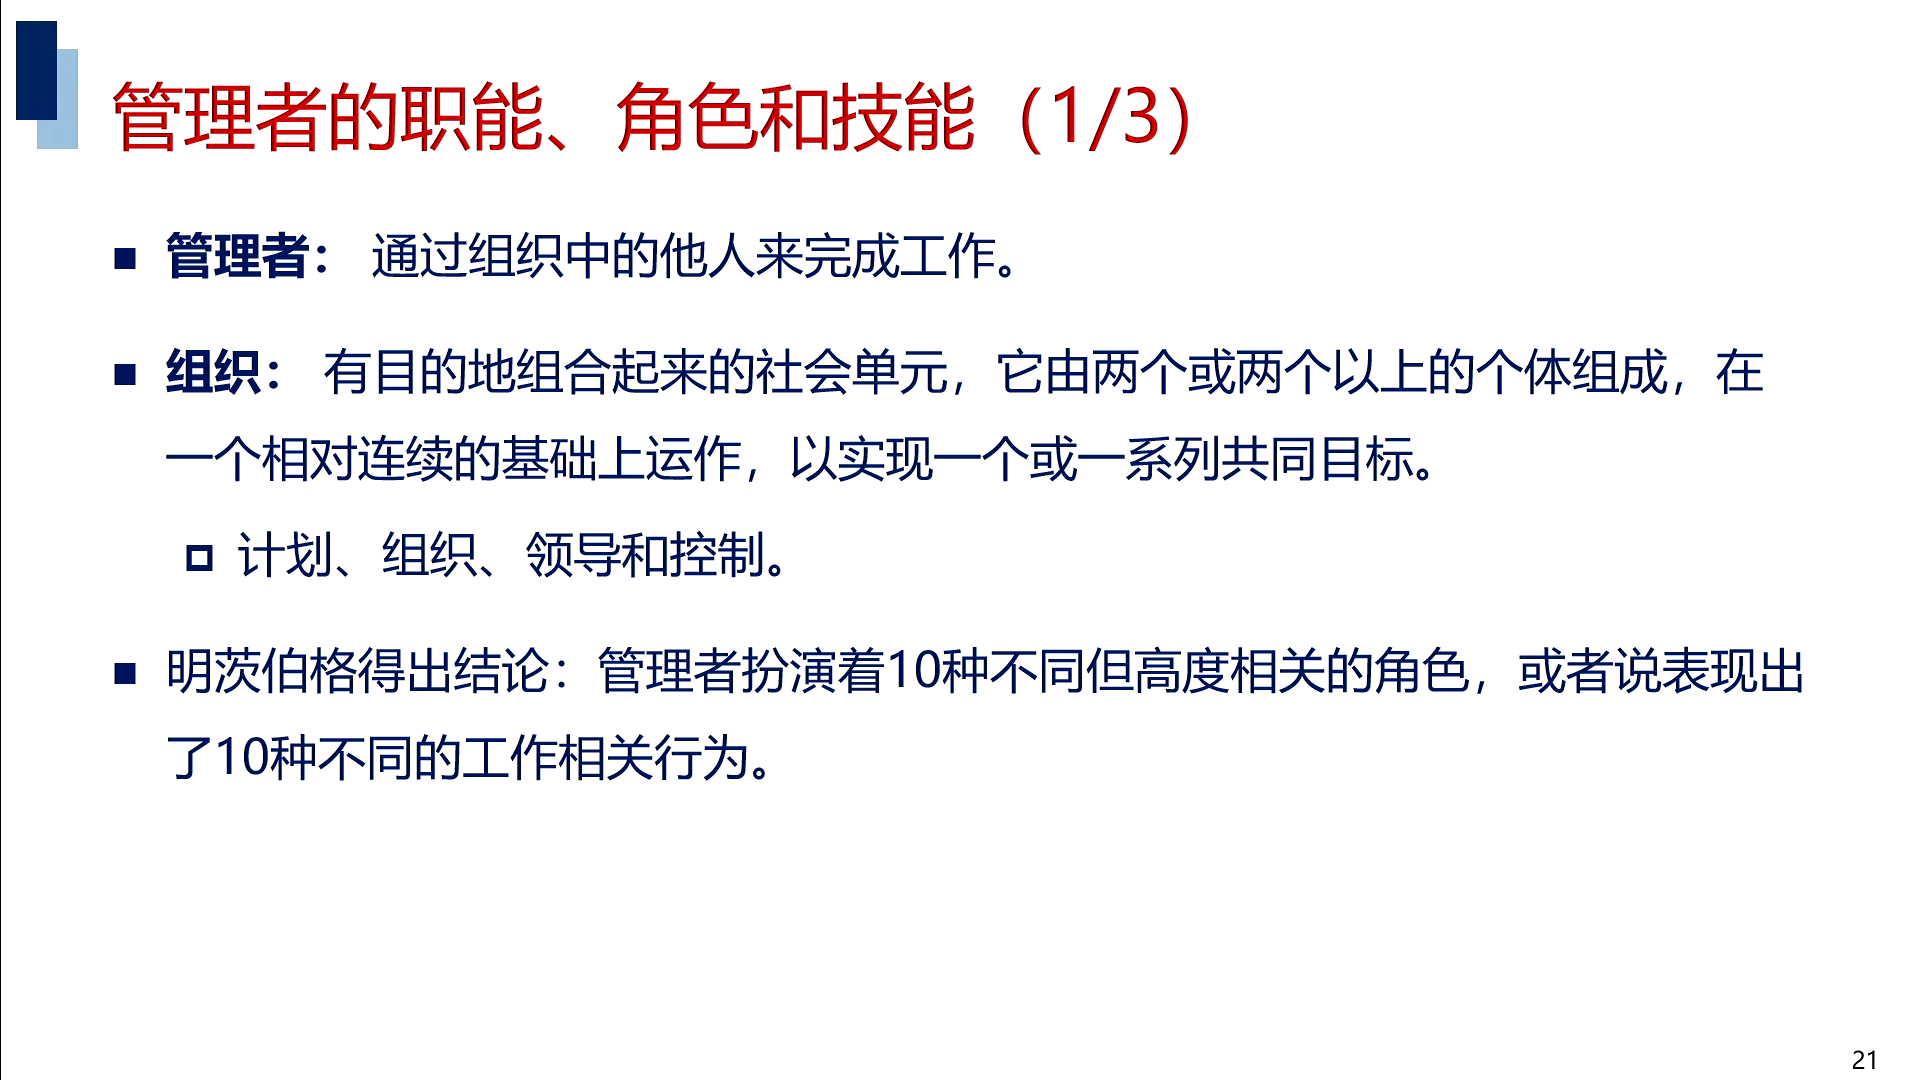 管理者的职能、角色和技能（1/3）
管理者： 通过组织中的他人来完成工作。
组织： 有目的地组合起来的社会单元，它由两个或两个以上的个体组成，在
一个相对连续的基础上运作，以实现一个或一系列共同目标。
计划、组织、领导和控制。
明茨伯格得出结论：管理者扮演着10种不同但高度相关的角色，或者说表现出
了10种不同的工作相关行为。
21